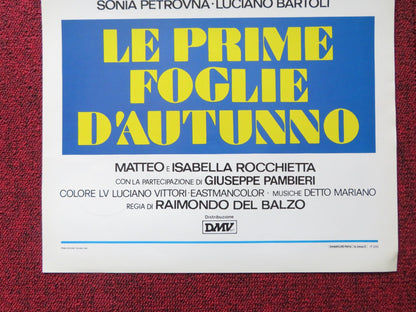 SONIA PETROVNA · LUCIANO BARTOLI
LE PRIME
FOGLIE
D'AUTUNNO
MATTEO E ISABELLA ROCCHIETTA
CON LA PARTECIPAZIONE DI GIUSEPPE PAMBIERI
COLORE LV LUCIANO VITTORI · EASTMANCOLOR · MUSICHE DETTO MARIANO
REGIA DI RAIMONDO DEL BALZO
Distribuzione
DMV